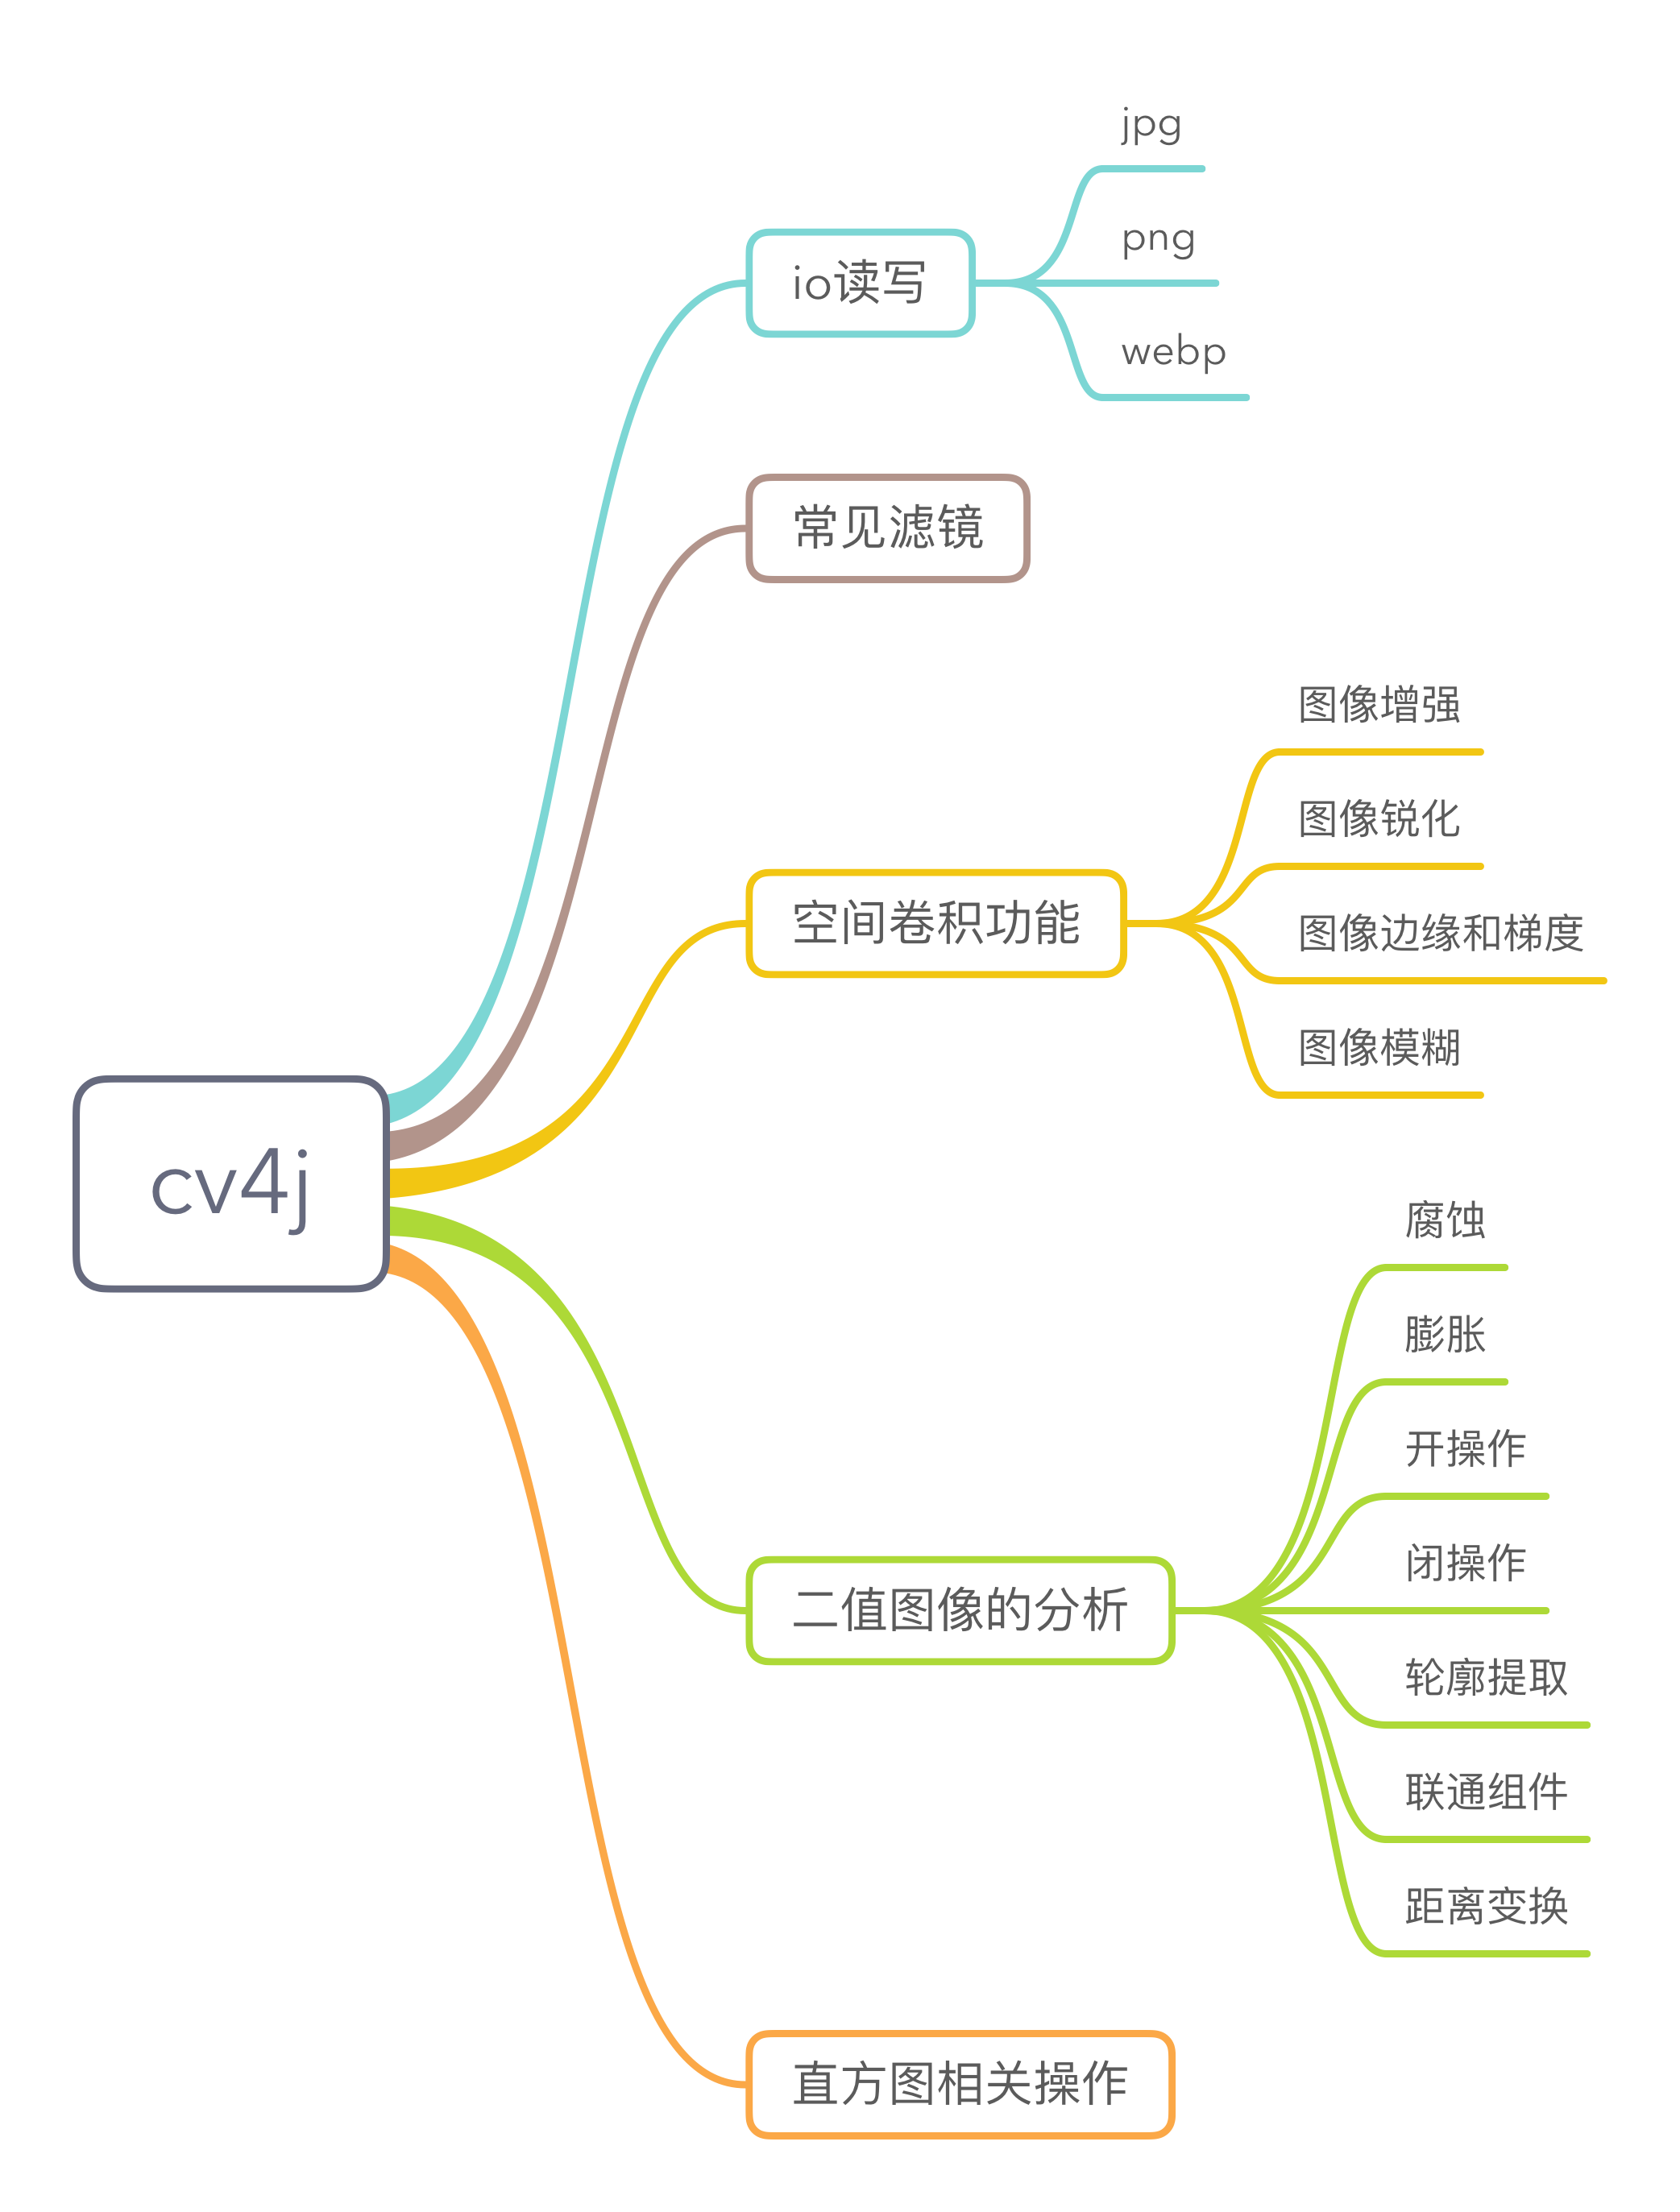 cv4j
io读写
jpg
png
webp
常见滤镜
空间卷积功能
图像增强
图像锐化
图像边缘和梯度
图像模糊
二值图像的分析
腐蚀
膨胀
开操作
闭操作
轮廓提取
联通组件
距离变换
直方图相关操作